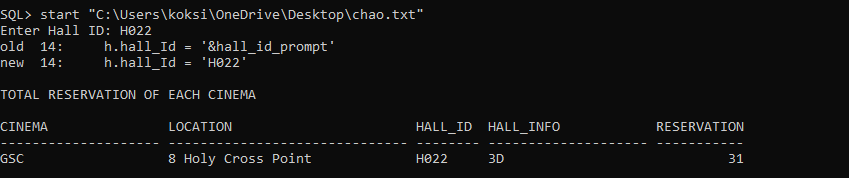 SQL> start "C:\Users\koksi\OneDrive\Desktop\chao.txt"
Enter Hall ID: H022
old  14:     h.hall_Id = '&hall_id_prompt'
new  14:     h.hall_Id = 'H022'
TOTAL RESERVATION OF EACH CINEMA
CINEMA               LOCATION                       HALL_ID  HALL_INFO            RESERVATION
-------------------- ------------------------------ -------- -------------------- -----------
GSC                  8 Holy Cross Point             H022     3D                            31